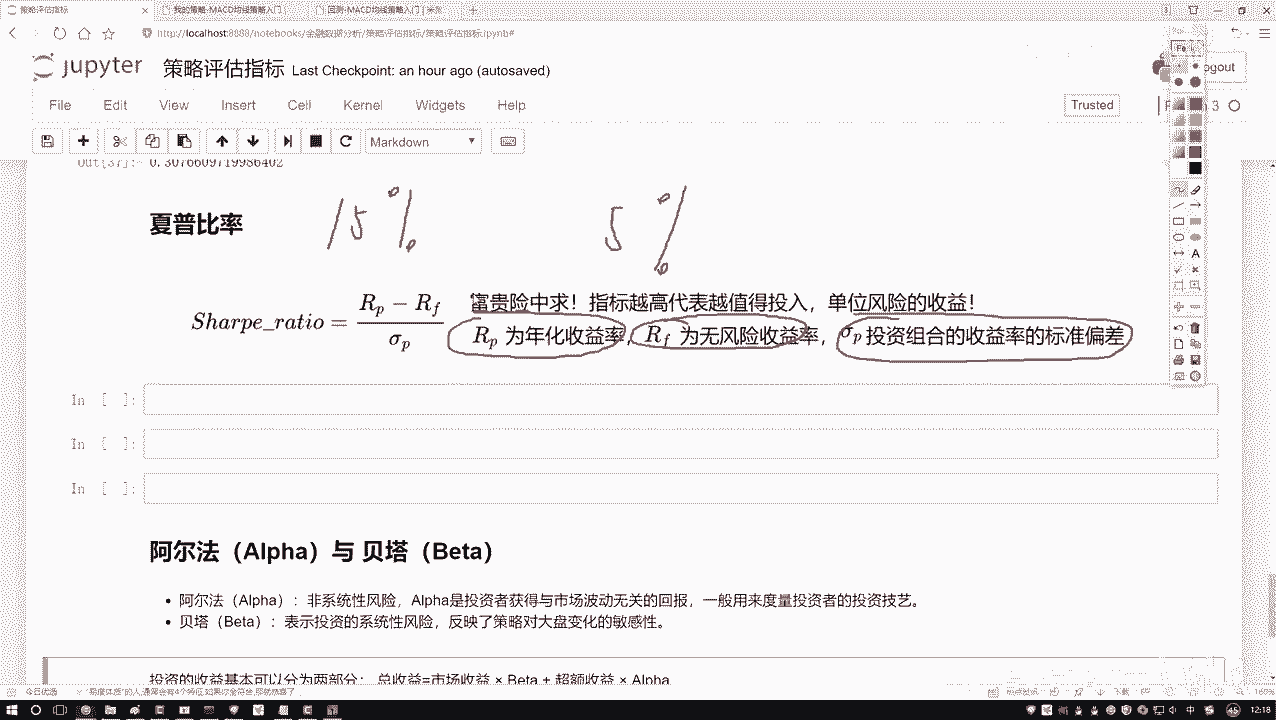 策略评估指标
我的策略-MACD均线策略入门
回测-MACD均线策略入门
http://localhost:8888/notebooks/金融数据分析/策略评估指标/策略评估指标.ipynb#
jupyter 策略评估指标 Last Checkpoint: an hour ago (autosaved)
Logout
File Edit View Insert Cell Kernel Widgets Help
Trusted
3
Markdown
Out[37]: 0.3076609719986402
夏普比率
15%
5%
Sharpe_ratio = (R_p − R_f) / σ_p
富贵险中求！指标越高代表越值得投入，单位风险的收益！
R_p 为年化收益率，R_f 为无风险收益率，σ_p 投资组合的收益率的标准偏差
In [ ]:
In [ ]:
In [ ]:
阿尔法（Alpha）与 贝塔（Beta）
阿尔法（Alpha）：非系统性风险，Alpha是投资者获得与市场波动无关的回报，一般用来度量投资者的投资技艺。
贝塔（Beta）：表示投资的系统性风险，反映了策略对大盘变化的敏感性。
投资的收益基本可以分为两部分： 总收益=市场收益 × Beta + 超额收益 × Alpha
今日优选
160%
中
12:18